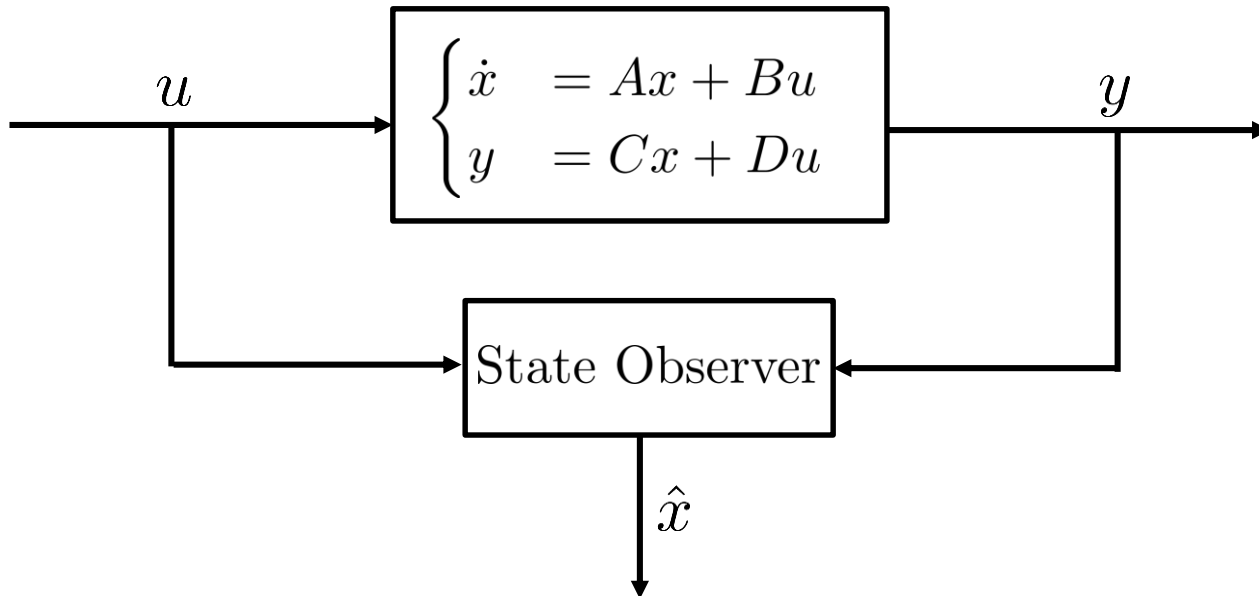 u
ẋ = Ax + Bu
y = Cx + Du
y
State Observer
x̂